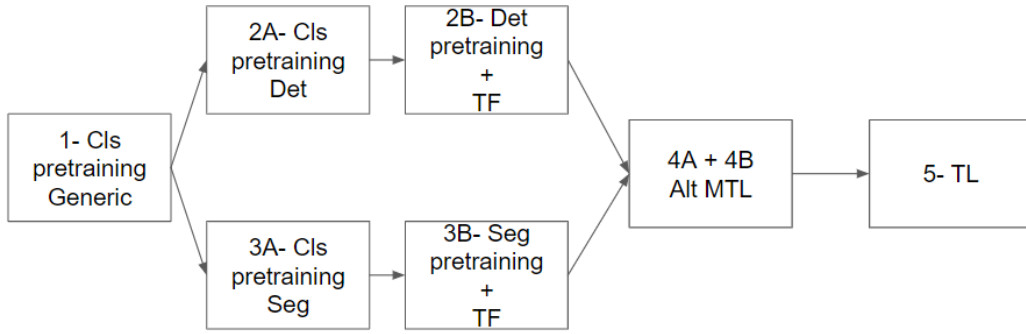 1- Cls
pretraining
Generic
2A- Cls
pretraining
Det
2B- Det
pretraining
+
TF
3A- Cls
pretraining
Seg
3B- Seg
pretraining
+
TF
4A + 4B
Alt MTL
5- TL